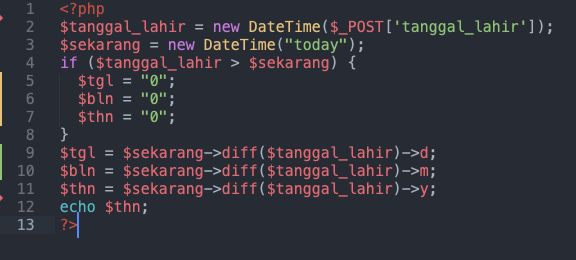 1 <?php
2 $tanggal_lahir = new DateTime($_POST['tanggal_lahir']);
3 $sekarang = new DateTime("today");
4 if ($tanggal_lahir > $sekarang) {
5 $tgl = "0";
6 $bln = "0";
7 $thn = "0";
8 }
9 $tgl = $sekarang->diff($tanggal_lahir)->d;
10 $bln = $sekarang->diff($tanggal_lahir)->m;
11 $thn = $sekarang->diff($tanggal_lahir)->y;
12 echo $thn;
13 ?>